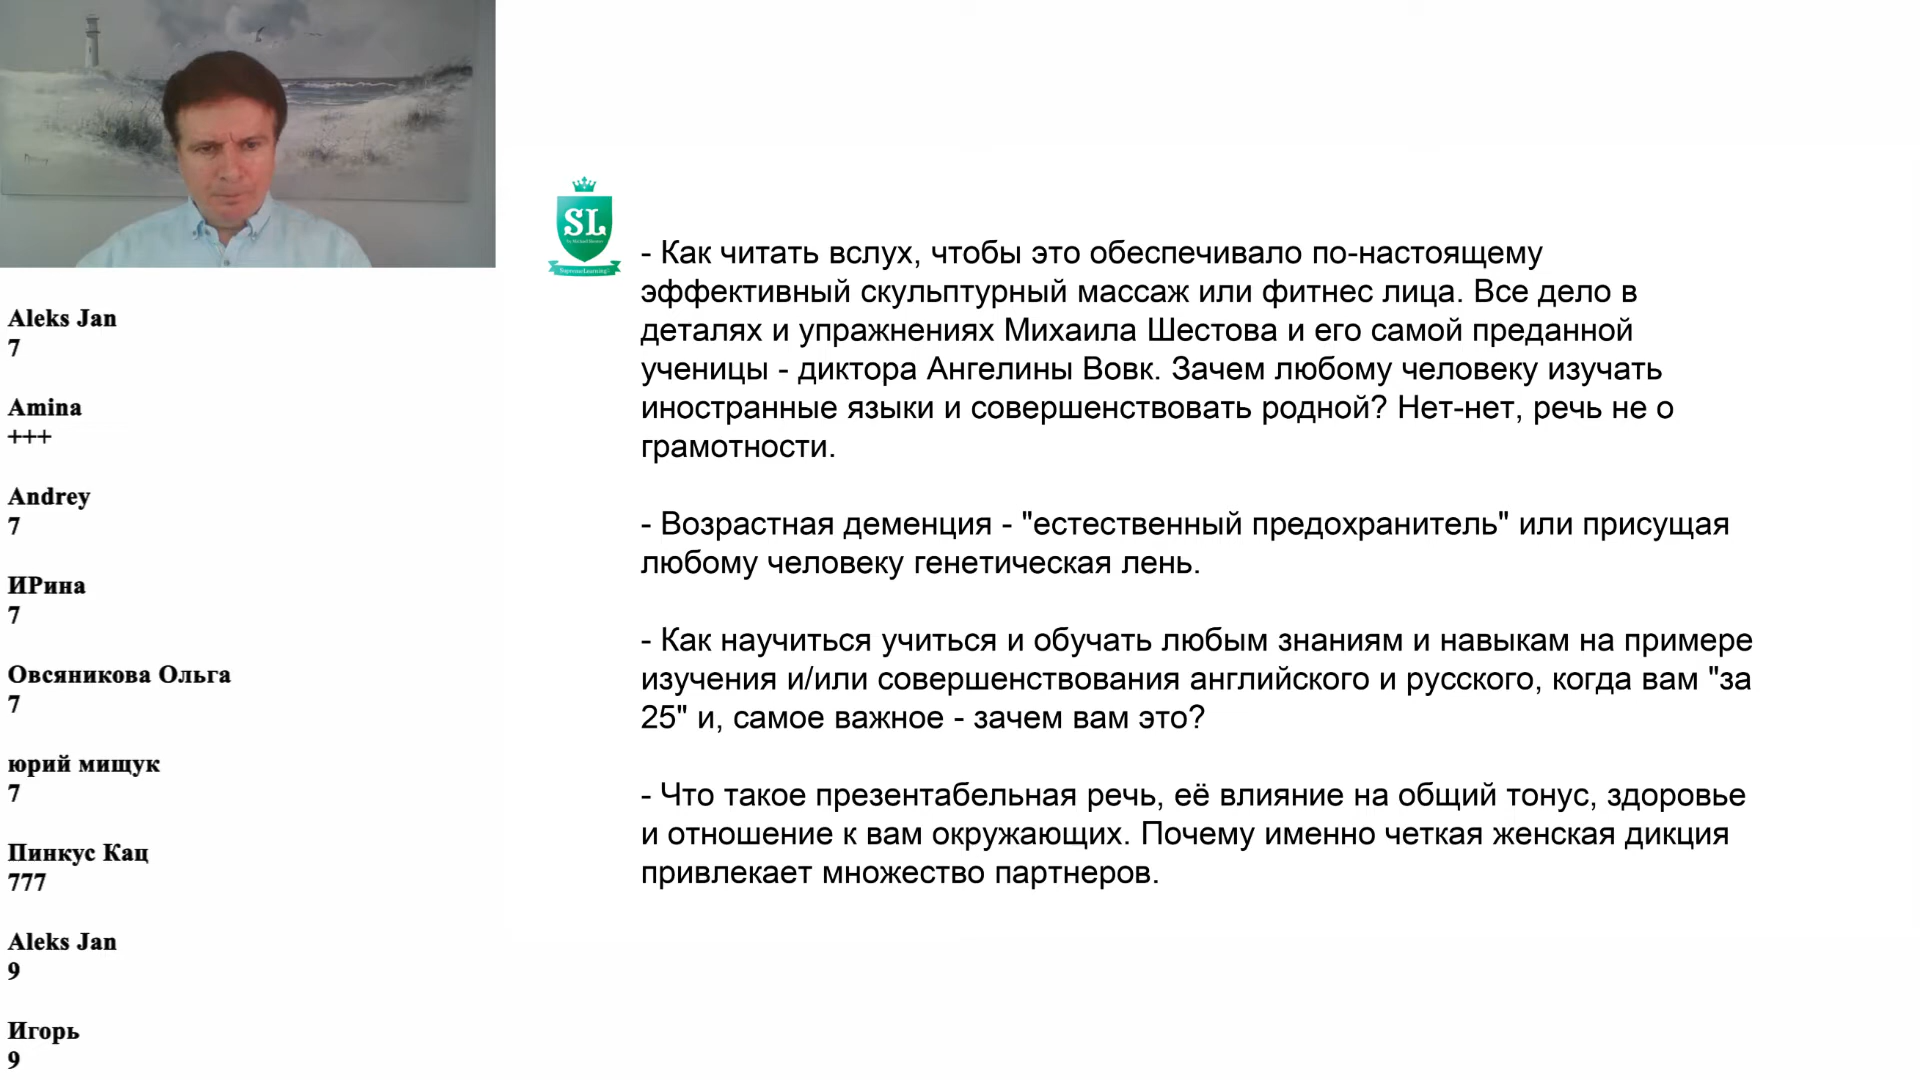 Aleks Jan
7
Amina
+++
Andrey
7
ИРина
7
Овсяникова Ольга
7
юрий мищук
7
Пинкус Кац
777
Aleks Jan
9
Игорь
9
SL
- Как читать вслух, чтобы это обеспечивало по-настоящему
эффективный скульптурный массаж или фитнес лица. Все дело в
деталях и упражнениях Михаила Шестова и его самой преданной
ученицы - диктора Ангелины Вовк. Зачем любому человеку изучать
иностранные языки и совершенствовать родной? Нет-нет, речь не о
грамотности.
- Возрастная деменция - "естественный предохранитель" или присущая
любому человеку генетическая лень.
- Как научиться учиться и обучать любым знаниям и навыкам на примере
изучения и/или совершенствования английского и русского, когда вам "за
25" и, самое важное - зачем вам это?
- Что такое презентабельная речь, её влияние на общий тонус, здоровье
и отношение к вам окружающих. Почему именно четкая женская дикция
привлекает множество партнеров.